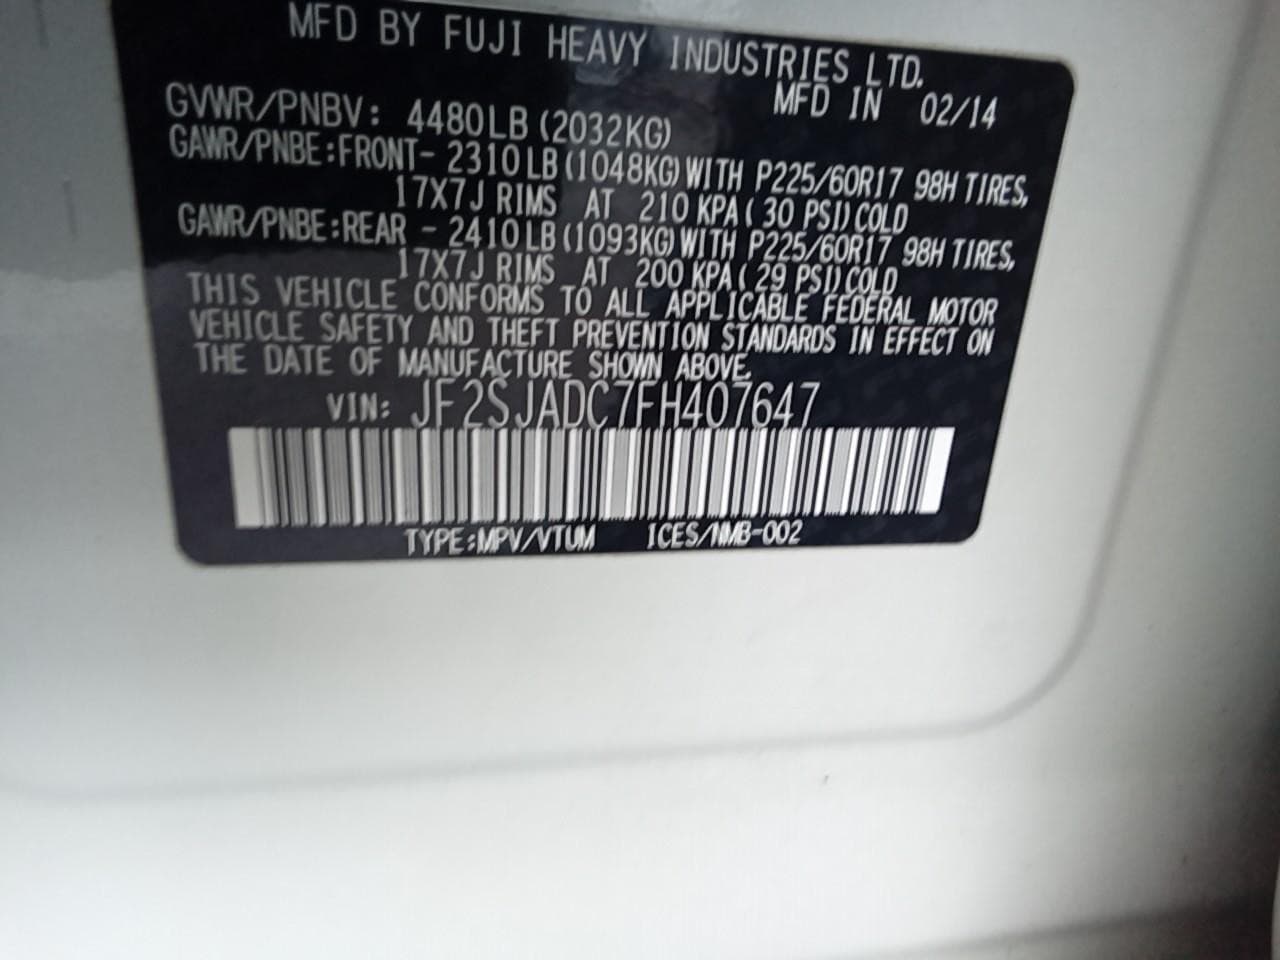 MFD BY FUJI HEAVY INDUSTRIES LTD.
MFD IN 02/14
GVWR/PNBV: 4480LB (2032KG)
GAWR/PNBE:FRONT- 2310LB (1048KG) WITH P225/60R17 98H TIRES,
17X7J RIMS AT 210 KPA( 30 PSI) COLD
GAWR/PNBE:REAR - 2410LB (1093KG) WITH P225/60R17 98H TIRES,
17X7J RIMS AT 200 KPA( 29 PSI) COLD
THIS VEHICLE CONFORMS TO ALL APPLICABLE FEDERAL MOTOR
VEHICLE SAFETY AND THEFT PREVENTION STANDARDS IN EFFECT ON
THE DATE OF MANUFACTURE SHOWN ABOVE.
VIN: JF2SJADC7FH407647
TYPE:MPV/VTUM ICES/NMB-002